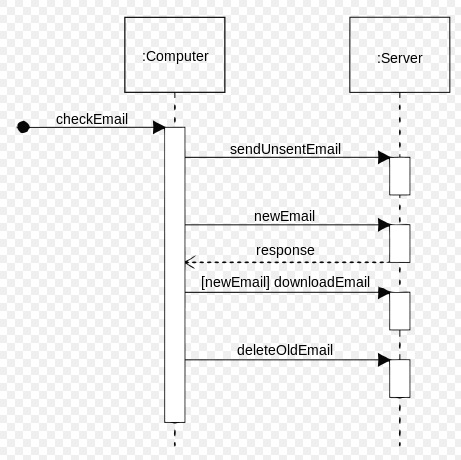 :Computer
:Server
checkEmail
sendUnsentEmail
newEmail
response
[newEmail] downloadEmail
deleteOldEmail